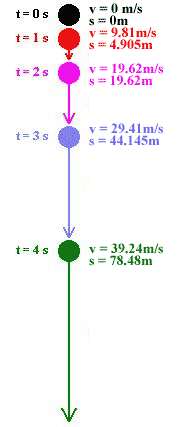 t = 0 s
v = 0 m/s
s = 0m
t = 1 s
v = 9.81m/s
s = 4.905m
t = 2 s
v = 19.62m/s
s = 19.62m
t = 3 s
v = 29.41m/s
s = 44.145m
t = 4 s
v = 39.24m/s
s = 78.48m